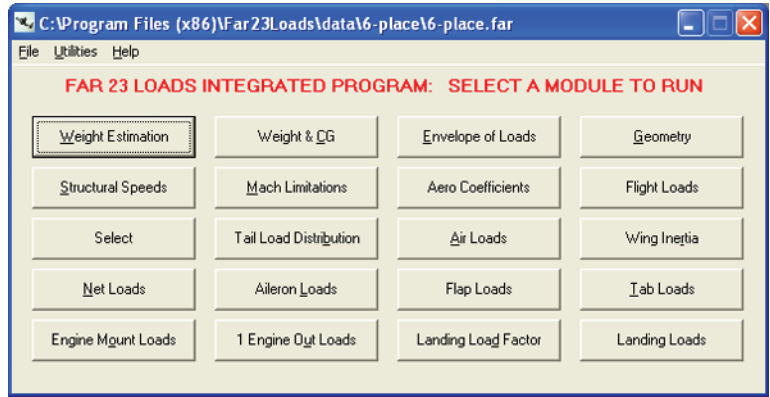 C:\Program Files (x86)\Far23Loads\data\6-place\6-place.far
File Utilities Help
FAR 23 LOADS INTEGRATED PROGRAM: SELECT A MODULE TO RUN
Weight Estimation Weight & CG Envelope of Loads Geometry
Structural Speeds Mach Limitations Aero Coefficients Flight Loads
Select Tail Load Distribution Air Loads Wing Inertia
Net Loads Aileron Loads Flap Loads Tab Loads
Engine Mount Loads 1 Engine Out Loads Landing Load Factor Landing Loads